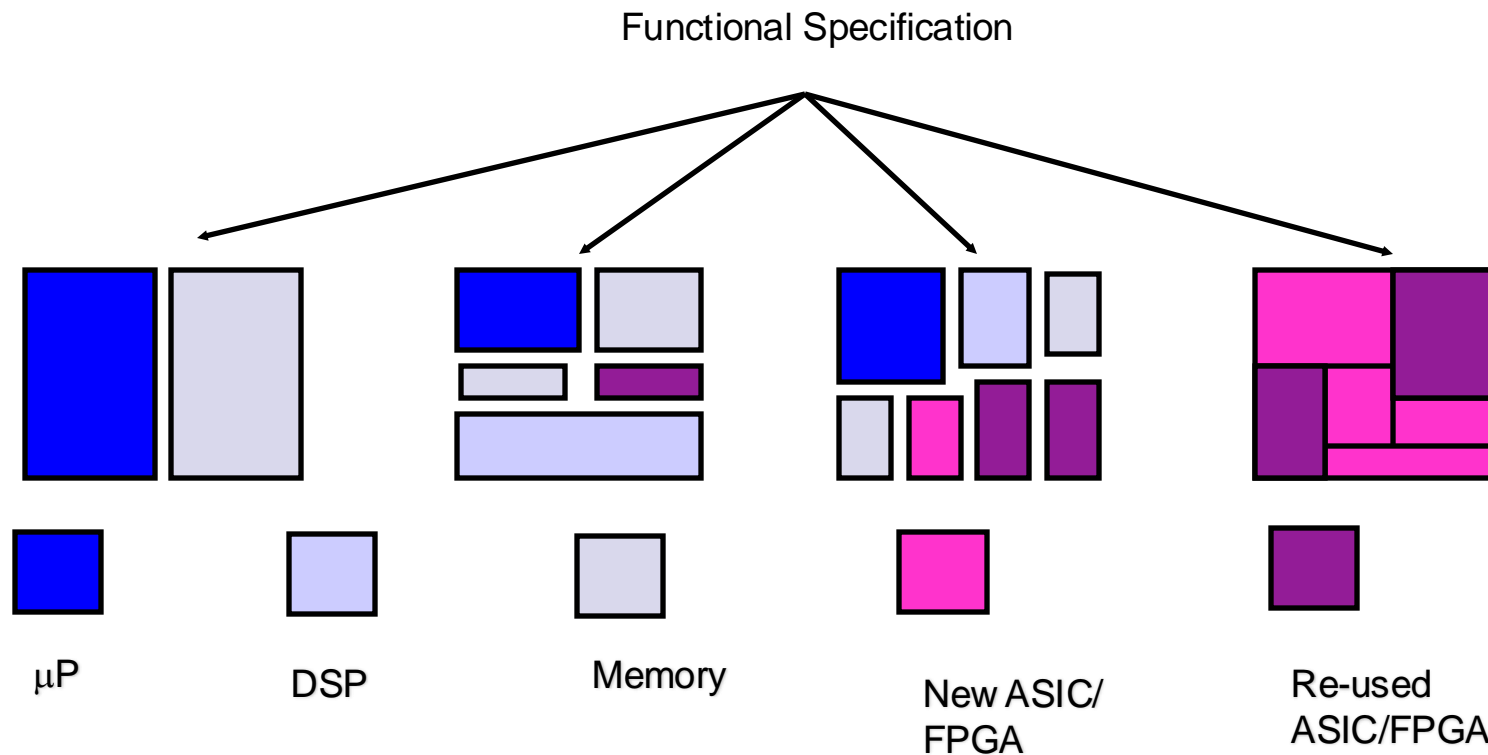 Functional Specification
μP
DSP
Memory
New ASIC/
FPGA
Re-used
ASIC/FPGA